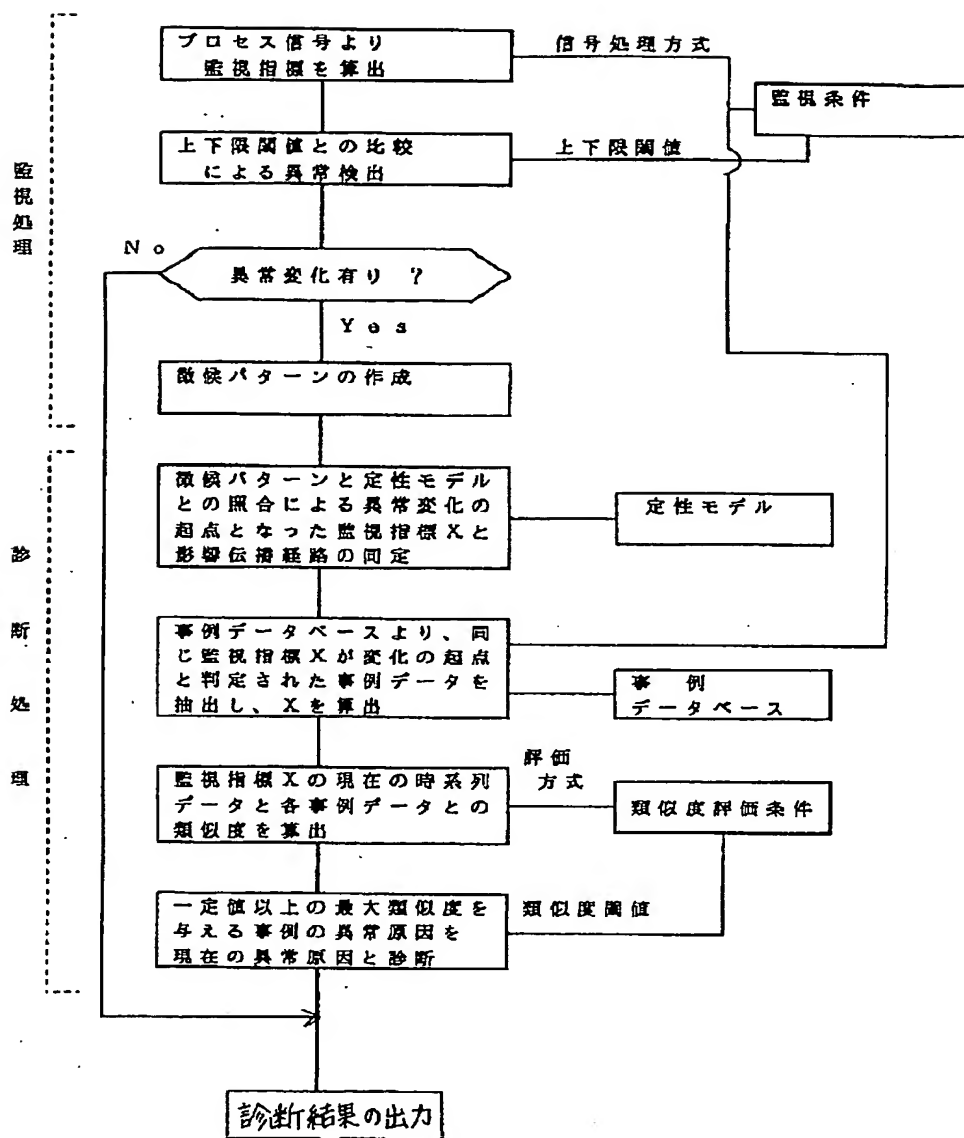 プロセス信号より
監視指標を算出
信号処理方式
監視条件
上下限閾値との比較
による異常検出
上下限閾値
監視処理
No
異常変化有り ?
Yes
徴候パターンの作成
徴候パターンと定性モデル
との照合による異常変化の
起点となった監視指標Xと
影響伝播経路の同定
定性モデル
診断処理
事例データベースより、同
じ監視指標Xが変化の起点
と判定された事例データを
抽出し、Xを算出
事例
データベース
監視指標Xの現在の時系列
データと各事例データとの
類似度を算出
評価
方式
類似度評価条件
一定値以上の最大類似度を
与える事例の異常原因を
現在の異常原因と診断
類似度閾値
診断結果の出力